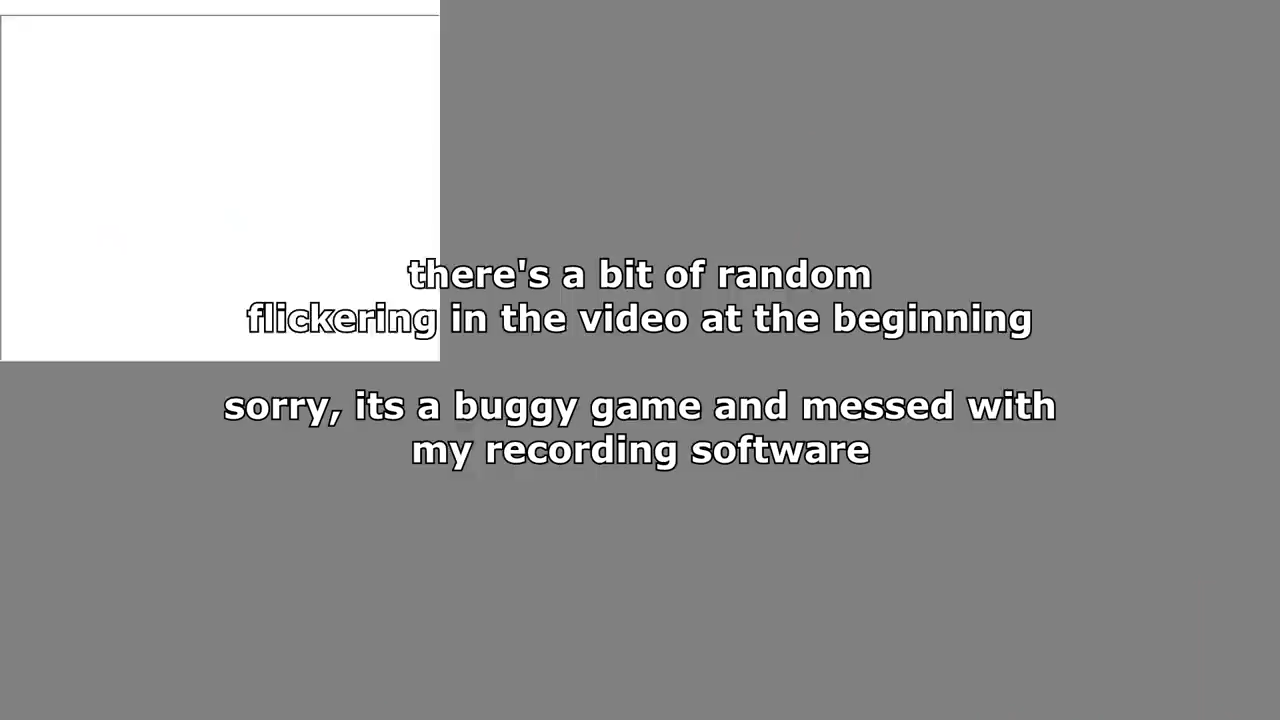 there's a bit of random
flickering in the video at the beginning
sorry, its a buggy game and messed with
my recording software